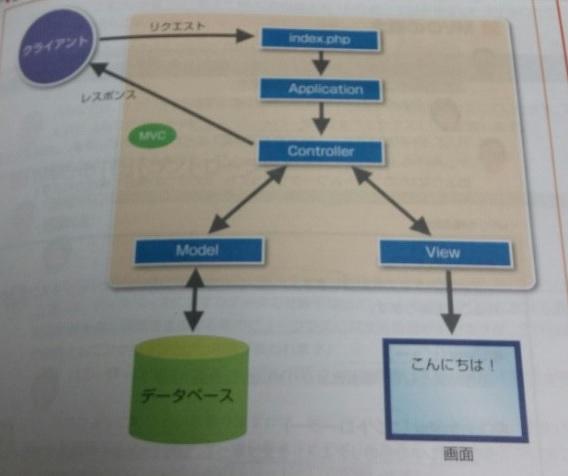 クライアント
リクエスト
index.php
Application
レスポンス
MVC
Controller
Model
View
データベース
こんにちは！
画面